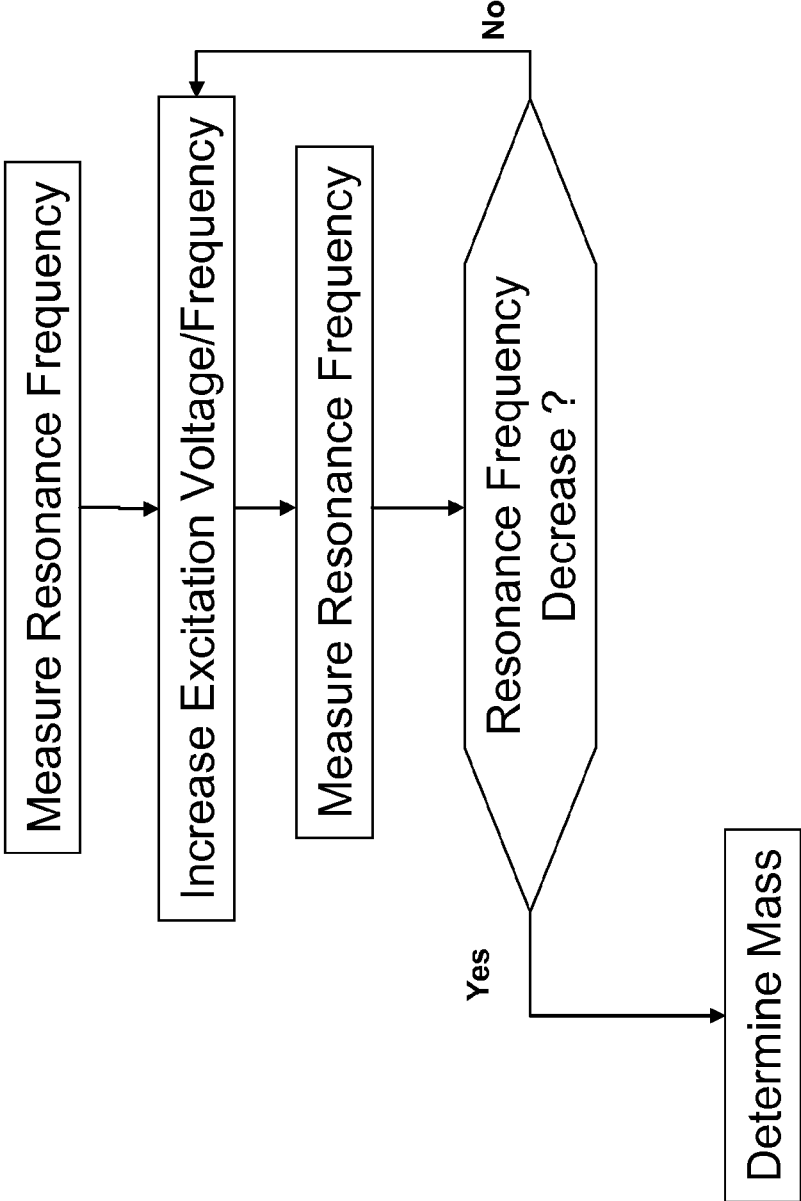 Measure Resonance Frequency
Increase Excitation Voltage/Frequency
Measure Resonance Frequency
Resonance Frequency
Decrease ?
No
Yes
Determine Mass